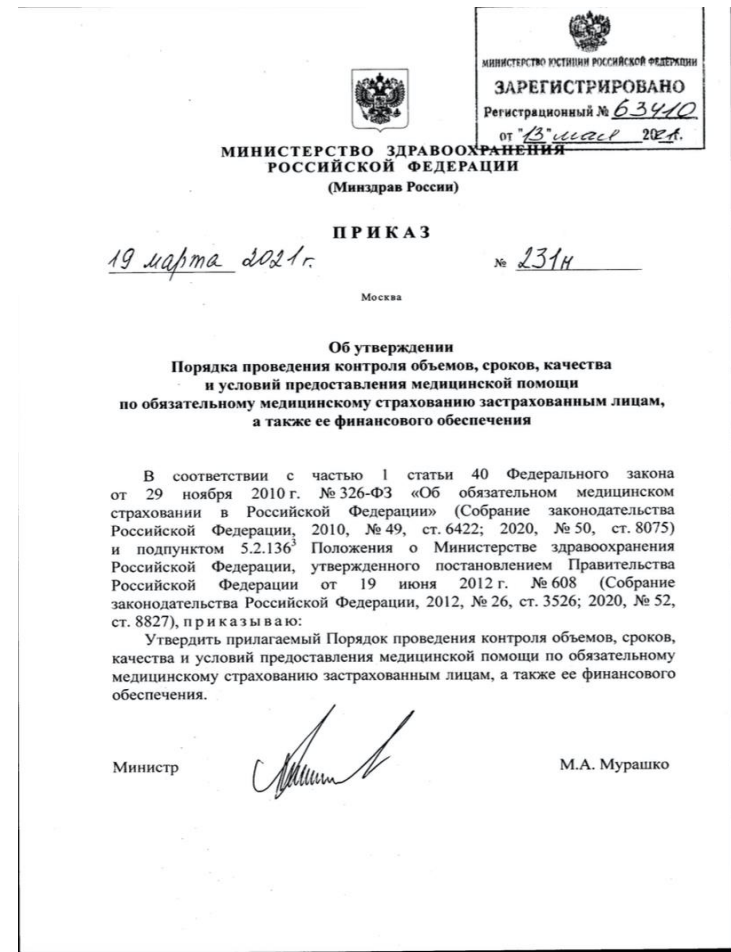 МИНИСТЕРСТВО ЮСТИЦИИ РОССИЙСКОЙ ФЕДЕРАЦИИ
ЗАРЕГИСТРИРОВАНО
Регистрационный № 63410
от "13" мая 2021г.
МИНИСТЕРСТВО ЗДРАВООХРАНЕНИЯ
РОССИЙСКОЙ ФЕДЕРАЦИИ
(Минздрав России)
ПРИКАЗ
19 марта 2021 г.
№ 231н
Москва
Об утверждении
Порядка проведения контроля объемов, сроков, качества
и условий предоставления медицинской помощи
по обязательному медицинскому страхованию застрахованным лицам,
а также ее финансового обеспечения
В соответствии с частью 1 статьи 40 Федерального закона
от 29 ноября 2010 г. № 326-ФЗ «Об обязательном медицинском
страховании в Российской Федерации» (Собрание законодательства
Российской Федерации, 2010, № 49, ст. 6422; 2020, № 50, ст. 8075)
и подпунктом 5.2.136³ Положения о Министерстве здравоохранения
Российской Федерации, утвержденного постановлением Правительства
Российской Федерации от 19 июня 2012 г. № 608 (Собрание
законодательства Российской Федерации, 2012, № 26, ст. 3526; 2020, № 52,
ст. 8827), приказываю:
Утвердить прилагаемый Порядок проведения контроля объемов, сроков,
качества и условий предоставления медицинской помощи по обязательному
медицинскому страхованию застрахованным лицам, а также ее финансового
обеспечения.
Министр
М.А. Мурашко